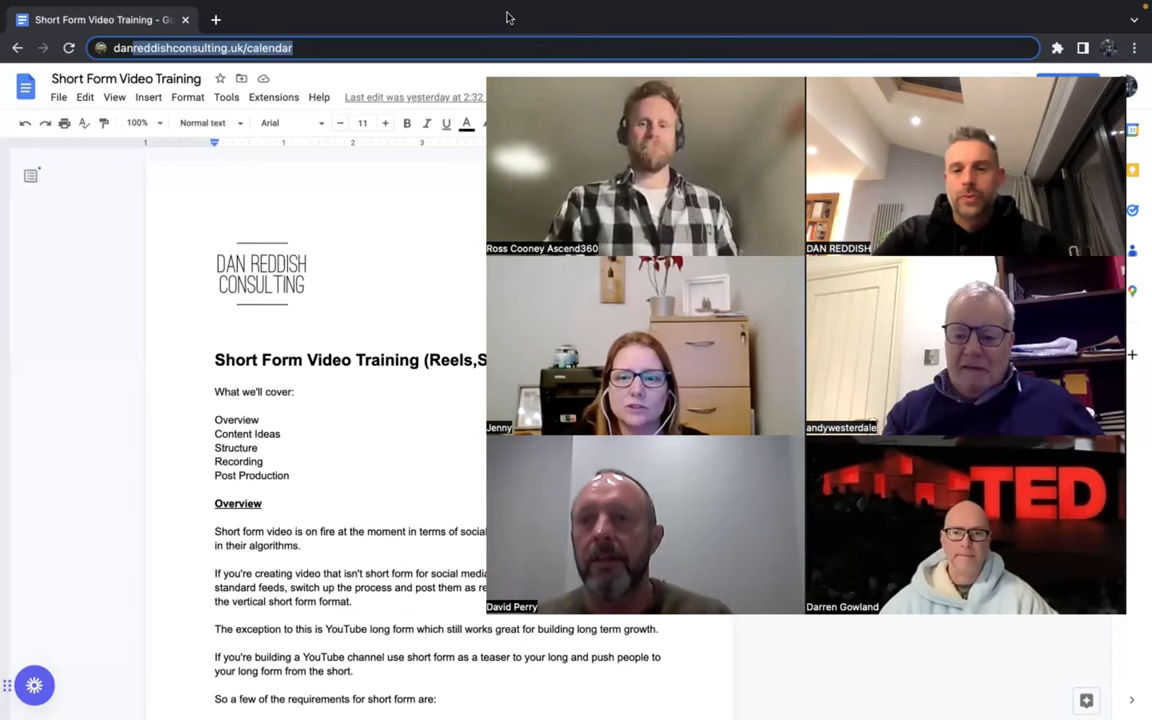 Short Form Video Training - Go
danreddishconsulting.uk/calendar
Short Form Video Training
File Edit View Insert Format Tools Extensions Help Last edit was yesterday at 2:32
100% Normal text Arial 11 B I U A
1 1 2 3
DAN REDDISH
CONSULTING
Short Form Video Training (Reels,S
What we'll cover:
Overview
Content Ideas
Structure
Recording
Post Production
Overview
Short form video is on fire at the moment in terms of social
in their algorithms.
If you're creating video that isn't short form for social media
standard feeds, switch up the process and post them as re
the vertical short form format.
The exception to this is YouTube long form which still works great for building long term growth.
If you're building a YouTube channel use short form as a teaser to your long and push people to
your long form from the short.
So a few of the requirements for short form are:
Ross Cooney Ascend360
DAN REDDISH
Jenny
andywesterdale
David Perry
TED
Darren Gowland